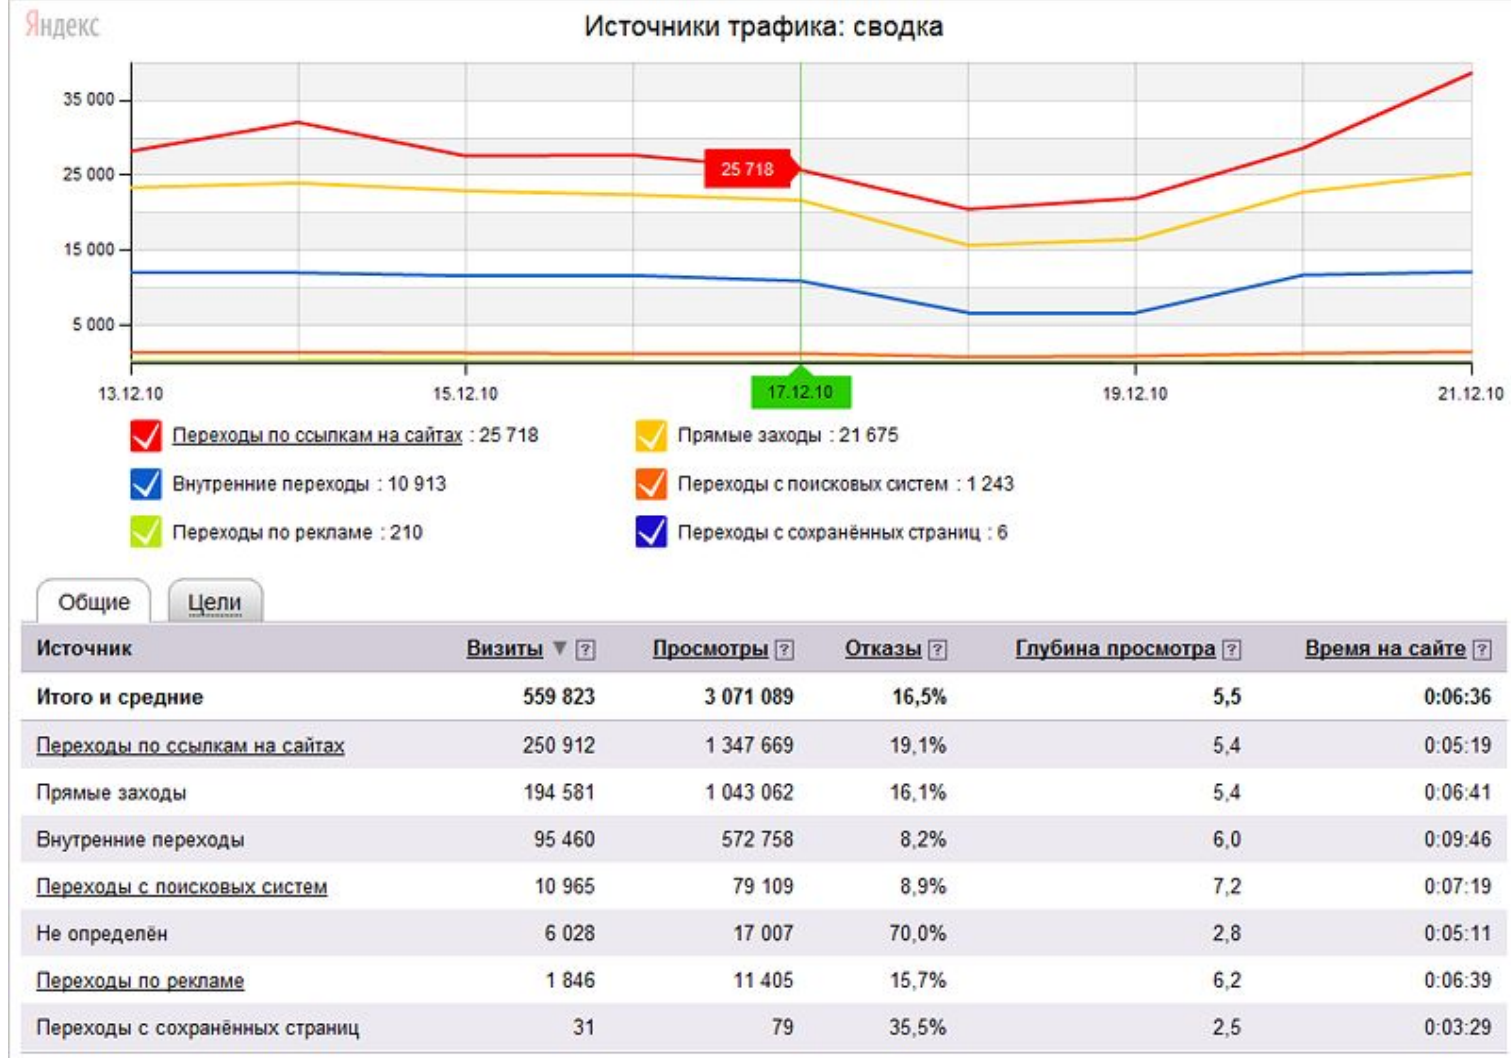 Яндекс
Источники трафика: сводка
35 000
25 000
15 000
5 000
25 718
13.12.10 15.12.10 17.12.10 19.12.10 21.12.10
Переходы по ссылкам на сайтах : 25 718 Прямые заходы : 21 675
Внутренние переходы : 10 913 Переходы с поисковых систем : 1 243
Переходы по рекламе : 210 Переходы с сохранённых страниц : 6
Общие Цели
Источник Визиты ▼ ? Просмотры ? Отказы ? Глубина просмотра ? Время на сайте ?
Итого и средние 559 823 3 071 089 16,5% 5,5 0:06:36
Переходы по ссылкам на сайтах 250 912 1 347 669 19,1% 5,4 0:05:19
Прямые заходы 194 581 1 043 062 16,1% 5,4 0:06:41
Внутренние переходы 95 460 572 758 8,2% 6,0 0:09:46
Переходы с поисковых систем 10 965 79 109 8,9% 7,2 0:07:19
Не определён 6 028 17 007 70,0% 2,8 0:05:11
Переходы по рекламе 1 846 11 405 15,7% 6,2 0:06:39
Переходы с сохранённых страниц 31 79 35,5% 2,5 0:03:29